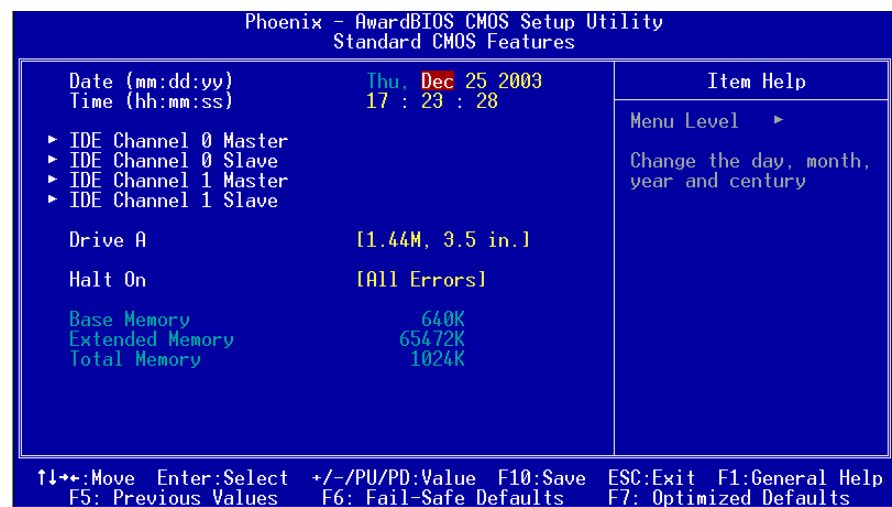 Phoenix - AwardBIOS CMOS Setup Utility
Standard CMOS Features
Date (mm:dd:yy) Thu, Dec 25 2003
Time (hh:mm:ss) 17 : 23 : 28
► IDE Channel 0 Master
► IDE Channel 0 Slave
► IDE Channel 1 Master
► IDE Channel 1 Slave
Drive A [1.44M, 3.5 in.]
Halt On [All Errors]
Base Memory 640K
Extended Memory 65472K
Total Memory 1024K
Item Help
Menu Level ►
Change the day, month,
year and century
↑↓→←:Move Enter:Select +/-/PU/PD:Value F10:Save ESC:Exit F1:General Help
F5: Previous Values F6: Fail-Safe Defaults F7: Optimized Defaults